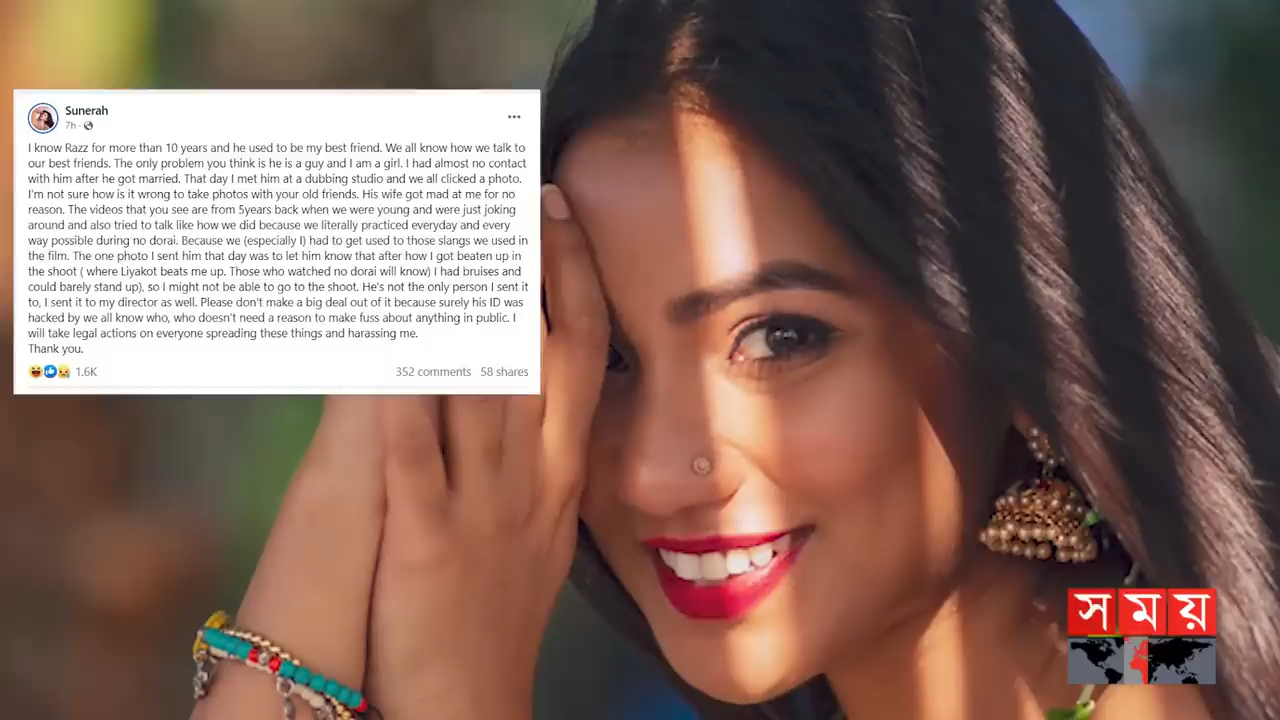 Sunerah
7h
I know Razz for more than 10 years and he used to be my best friend. We all know how we talk to
our best friends. The only problem you think is he is a guy and I am a girl. I had almost no contact
with him after he got married. That day I met him at a dubbing studio and we all clicked a photo.
I'm not sure how is it wrong to take photos with your old friends. His wife got mad at me for no
reason. The videos that you see are from 5years back when we were young and were just joking
around and also tried to talk like how we did because we literally practiced everyday and every
way possible during no dorai. Because we (especially I) had to get used to those slangs we used in
the film. The one photo I sent him that day was to let him know that after how I got beaten up in
the shoot ( where Liyakot beats me up. Those who watched no dorai will know) I had bruises and
could barely stand up), so I might not be able to go to the shoot. He's not the only person I sent it
to, I sent it to my director as well. Please don't make a big deal out of it because surely his ID was
hacked by we all know who, who doesn't need a reason to make fuss about anything in public. I
will take legal actions on everyone spreading these things and harassing me.
Thank you.
1.6K 352 comments 58 shares
সময়